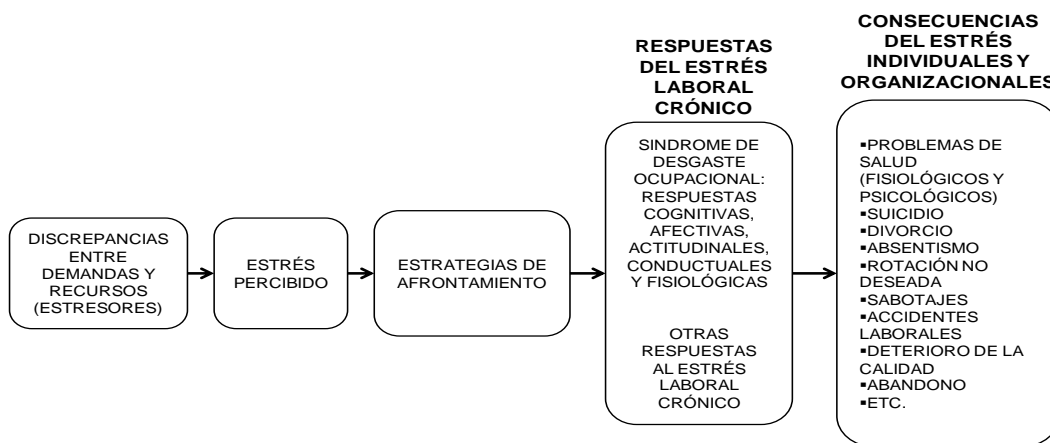 DISCREPANCIAS
ENTRE
DEMANDAS Y
RECURSOS
(ESTRESORES)
ESTRÉS
PERCIBIDO
ESTRATEGIAS DE
AFRONTAMIENTO
RESPUESTAS
DEL ESTRÉS
LABORAL
CRÓNICO
SINDROME DE
DESGASTE
OCUPACIONAL:
RESPUESTAS
COGNITIVAS,
AFECTIVAS,
ACTITUDINALES,
CONDUCTUALES
Y FISIOLÓGICAS
OTRAS
RESPUESTAS
AL ESTRÉS
LABORAL
CRÓNICO
CONSECUENCIAS
DEL ESTRÉS
INDIVIDUALES Y
ORGANIZACIONALES
▪PROBLEMAS DE
SALUD
(FISIOLÓGICOS Y
PSICOLÓGICOS)
▪SUICIDIO
▪DIVORCIO
▪ABSENTISMO
▪ROTACIÓN NO
DESEADA
▪SABOTAJES
▪ACCIDENTES
LABORALES
▪DETERIORO DE LA
CALIDAD
▪ABANDONO
▪ETC.